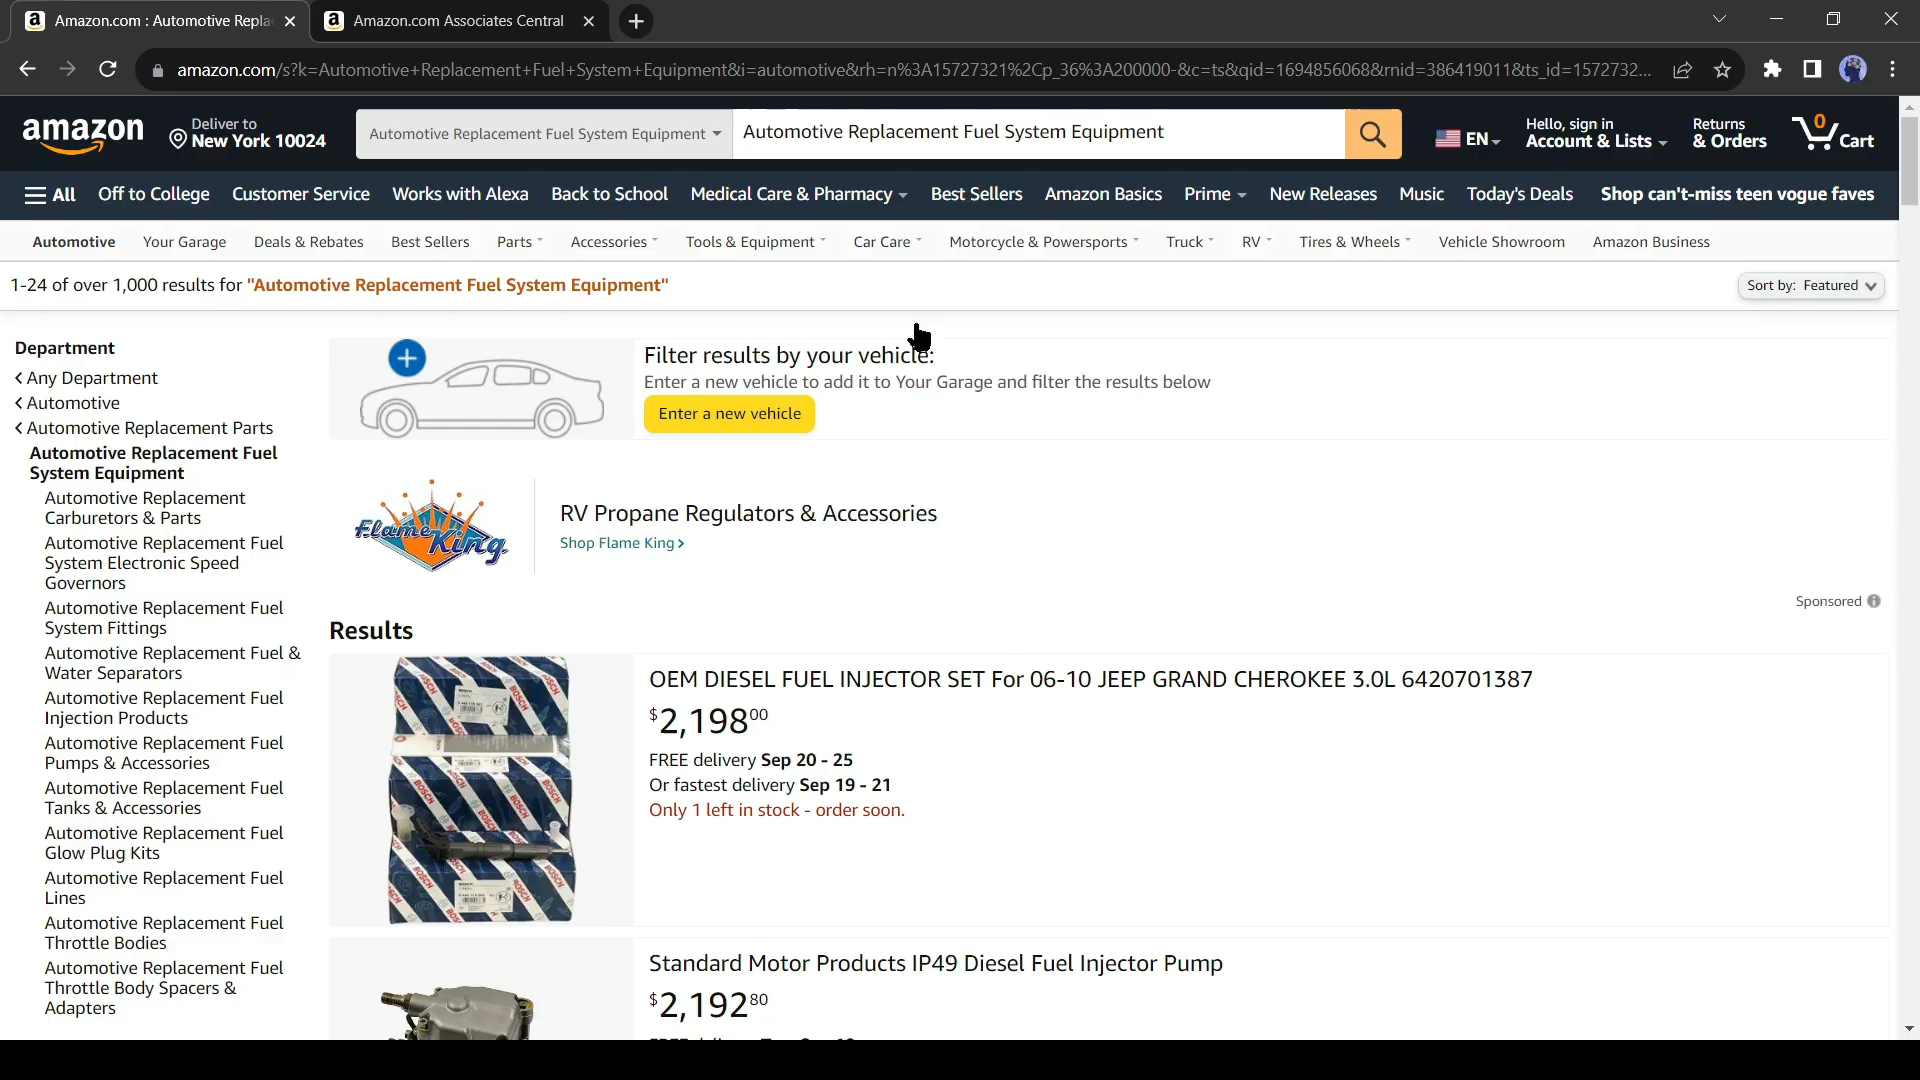 Amazon.com : Automotive Repla
Amazon.com Associates Central
amazon.com/s?k=Automotive+Replacement+Fuel+System+Equipment&i=automotive&rh=n%3A15727321%2Cp_36%3A200000-&c=ts&qid=1694856068&rnid=386419011&ts_id=1572732...
amazon
Deliver to
New York 10024
Automotive Replacement Fuel System Equipment
Automotive Replacement Fuel System Equipment
EN
Hello, sign in
Account & Lists
Returns
& Orders
0
Cart
All Off to College Customer Service Works with Alexa Back to School Medical Care & Pharmacy Best Sellers Amazon Basics Prime New Releases Music Today's Deals Shop can't-miss teen vogue faves
Automotive Your Garage Deals & Rebates Best Sellers Parts Accessories Tools & Equipment Car Care Motorcycle & Powersports Truck RV Tires & Wheels Vehicle Showroom Amazon Business
1-24 of over 1,000 results for "Automotive Replacement Fuel System Equipment"
Sort by: Featured
Department
Any Department
Automotive
Automotive Replacement Parts
Automotive Replacement Fuel
System Equipment
Automotive Replacement
Carburetors & Parts
Automotive Replacement Fuel
System Electronic Speed
Governors
Automotive Replacement Fuel
System Fittings
Automotive Replacement Fuel &
Water Separators
Automotive Replacement Fuel
Injection Products
Automotive Replacement Fuel
Pumps & Accessories
Automotive Replacement Fuel
Tanks & Accessories
Automotive Replacement Fuel
Glow Plug Kits
Automotive Replacement Fuel
Lines
Automotive Replacement Fuel
Throttle Bodies
Automotive Replacement Fuel
Throttle Body Spacers &
Adapters
Filter results by your vehicle:
Enter a new vehicle to add it to Your Garage and filter the results below
Enter a new vehicle
Flame King
RV Propane Regulators & Accessories
Shop Flame King
Sponsored
Results
BOSCH
OEM DIESEL FUEL INJECTOR SET For 06-10 JEEP GRAND CHEROKEE 3.0L 6420701387
$2,19800
FREE delivery Sep 20 - 25
Or fastest delivery Sep 19 - 21
Only 1 left in stock - order soon.
Standard Motor Products IP49 Diesel Fuel Injector Pump
$2,19280